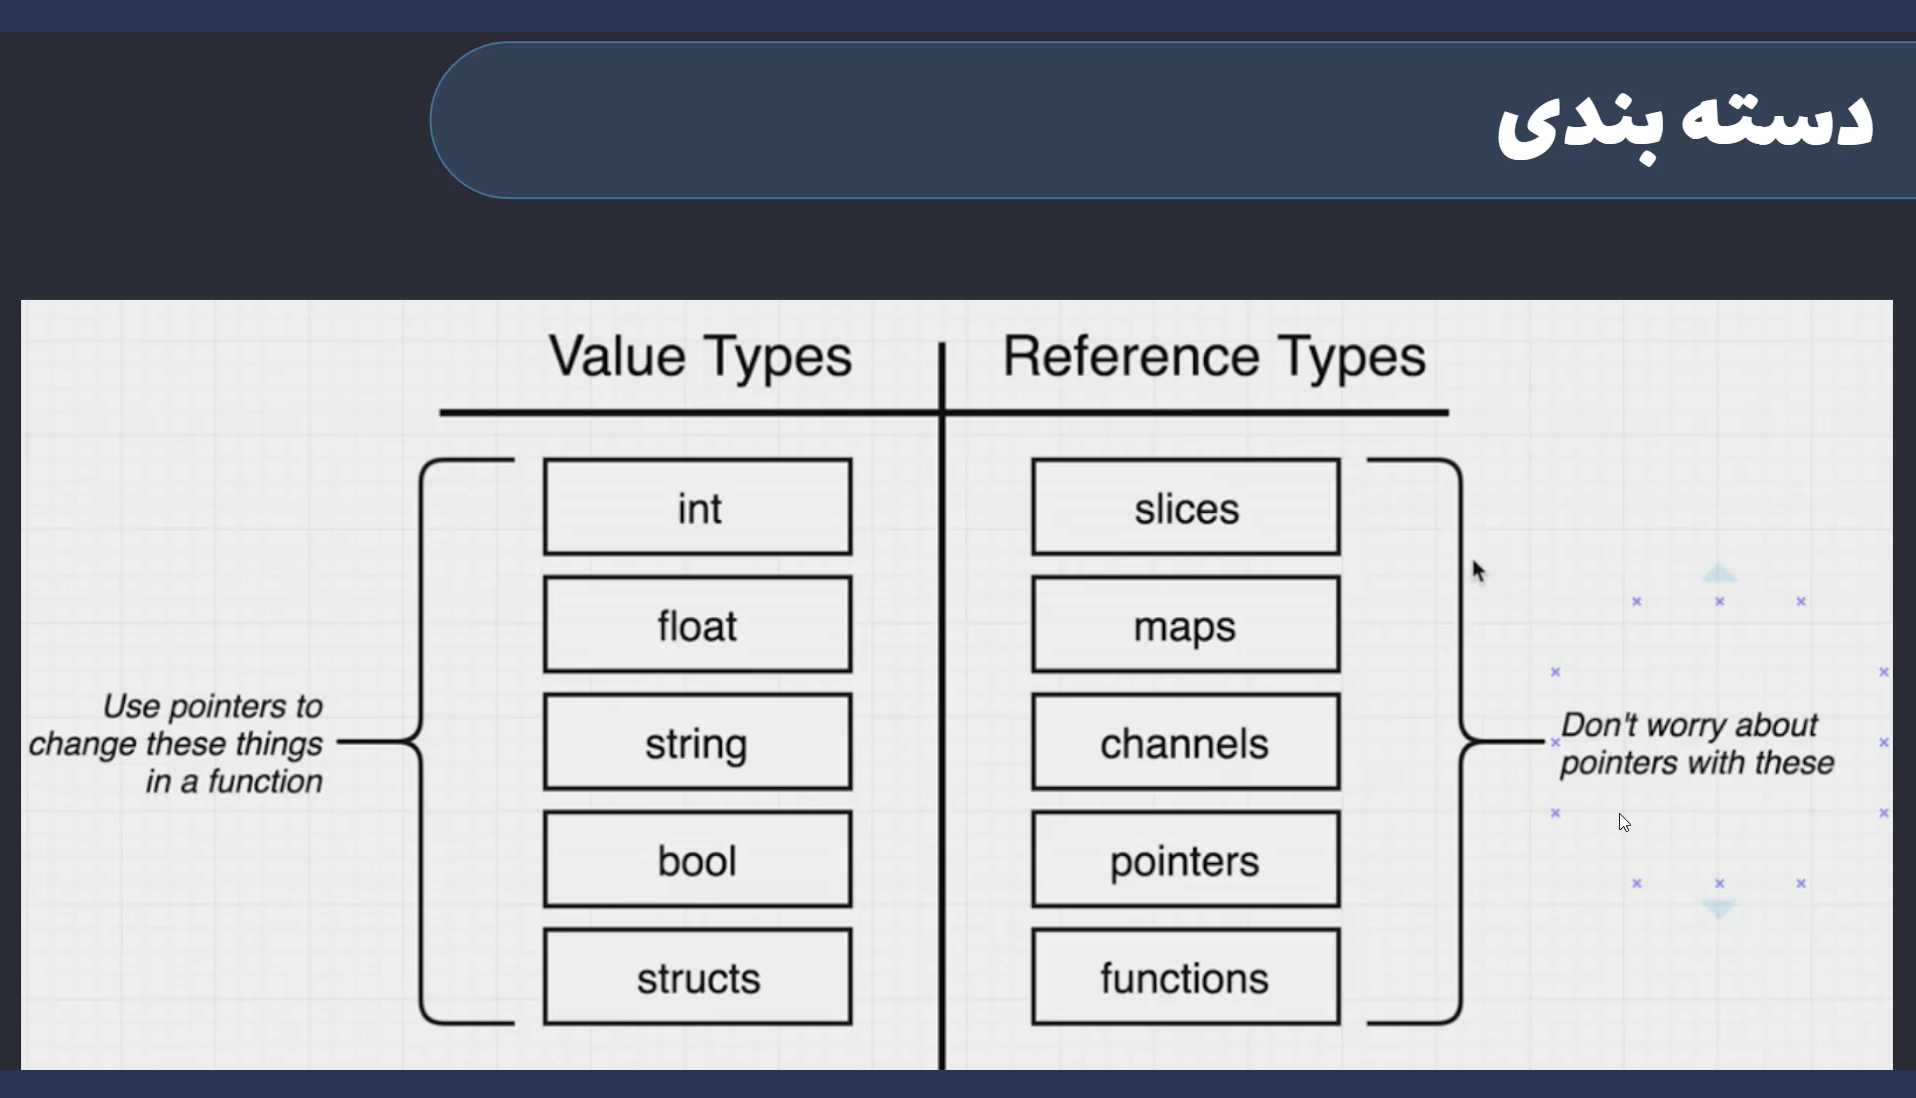 دسته بندی
Value Types
Reference Types
int
slices
float
maps
Use pointers to
change these things
in a function
string
channels
Don't worry about
pointers with these
bool
pointers
structs
functions